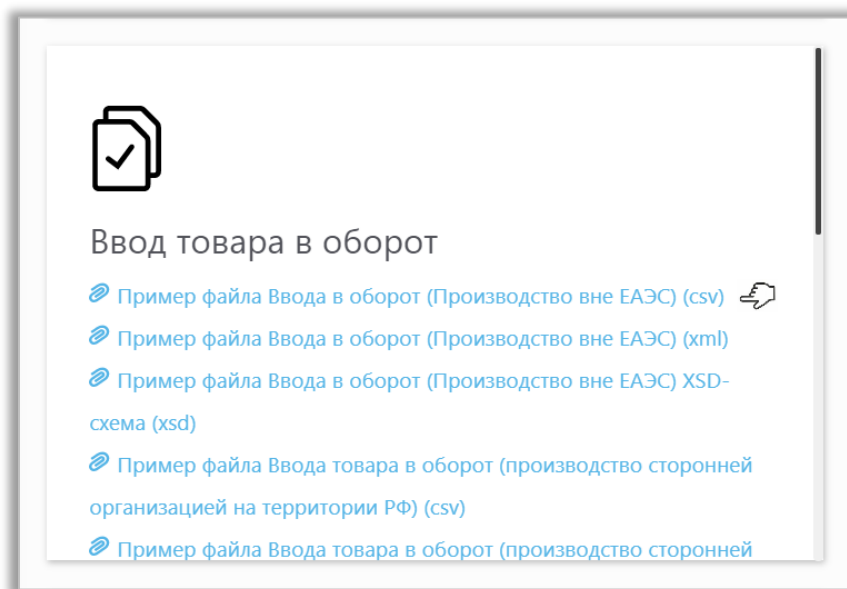 Ввод товара в оборот
Пример файла Ввода в оборот (Производство вне ЕАЭС) (csv)
Пример файла Ввода в оборот (Производство вне ЕАЭС) (xml)
Пример файла Ввода в оборот (Производство вне ЕАЭС) XSD-
схема (xsd)
Пример файла Ввода товара в оборот (производство сторонней
организацией на территории РФ) (csv)
Пример файла Ввода товара в оборот (производство сторонней